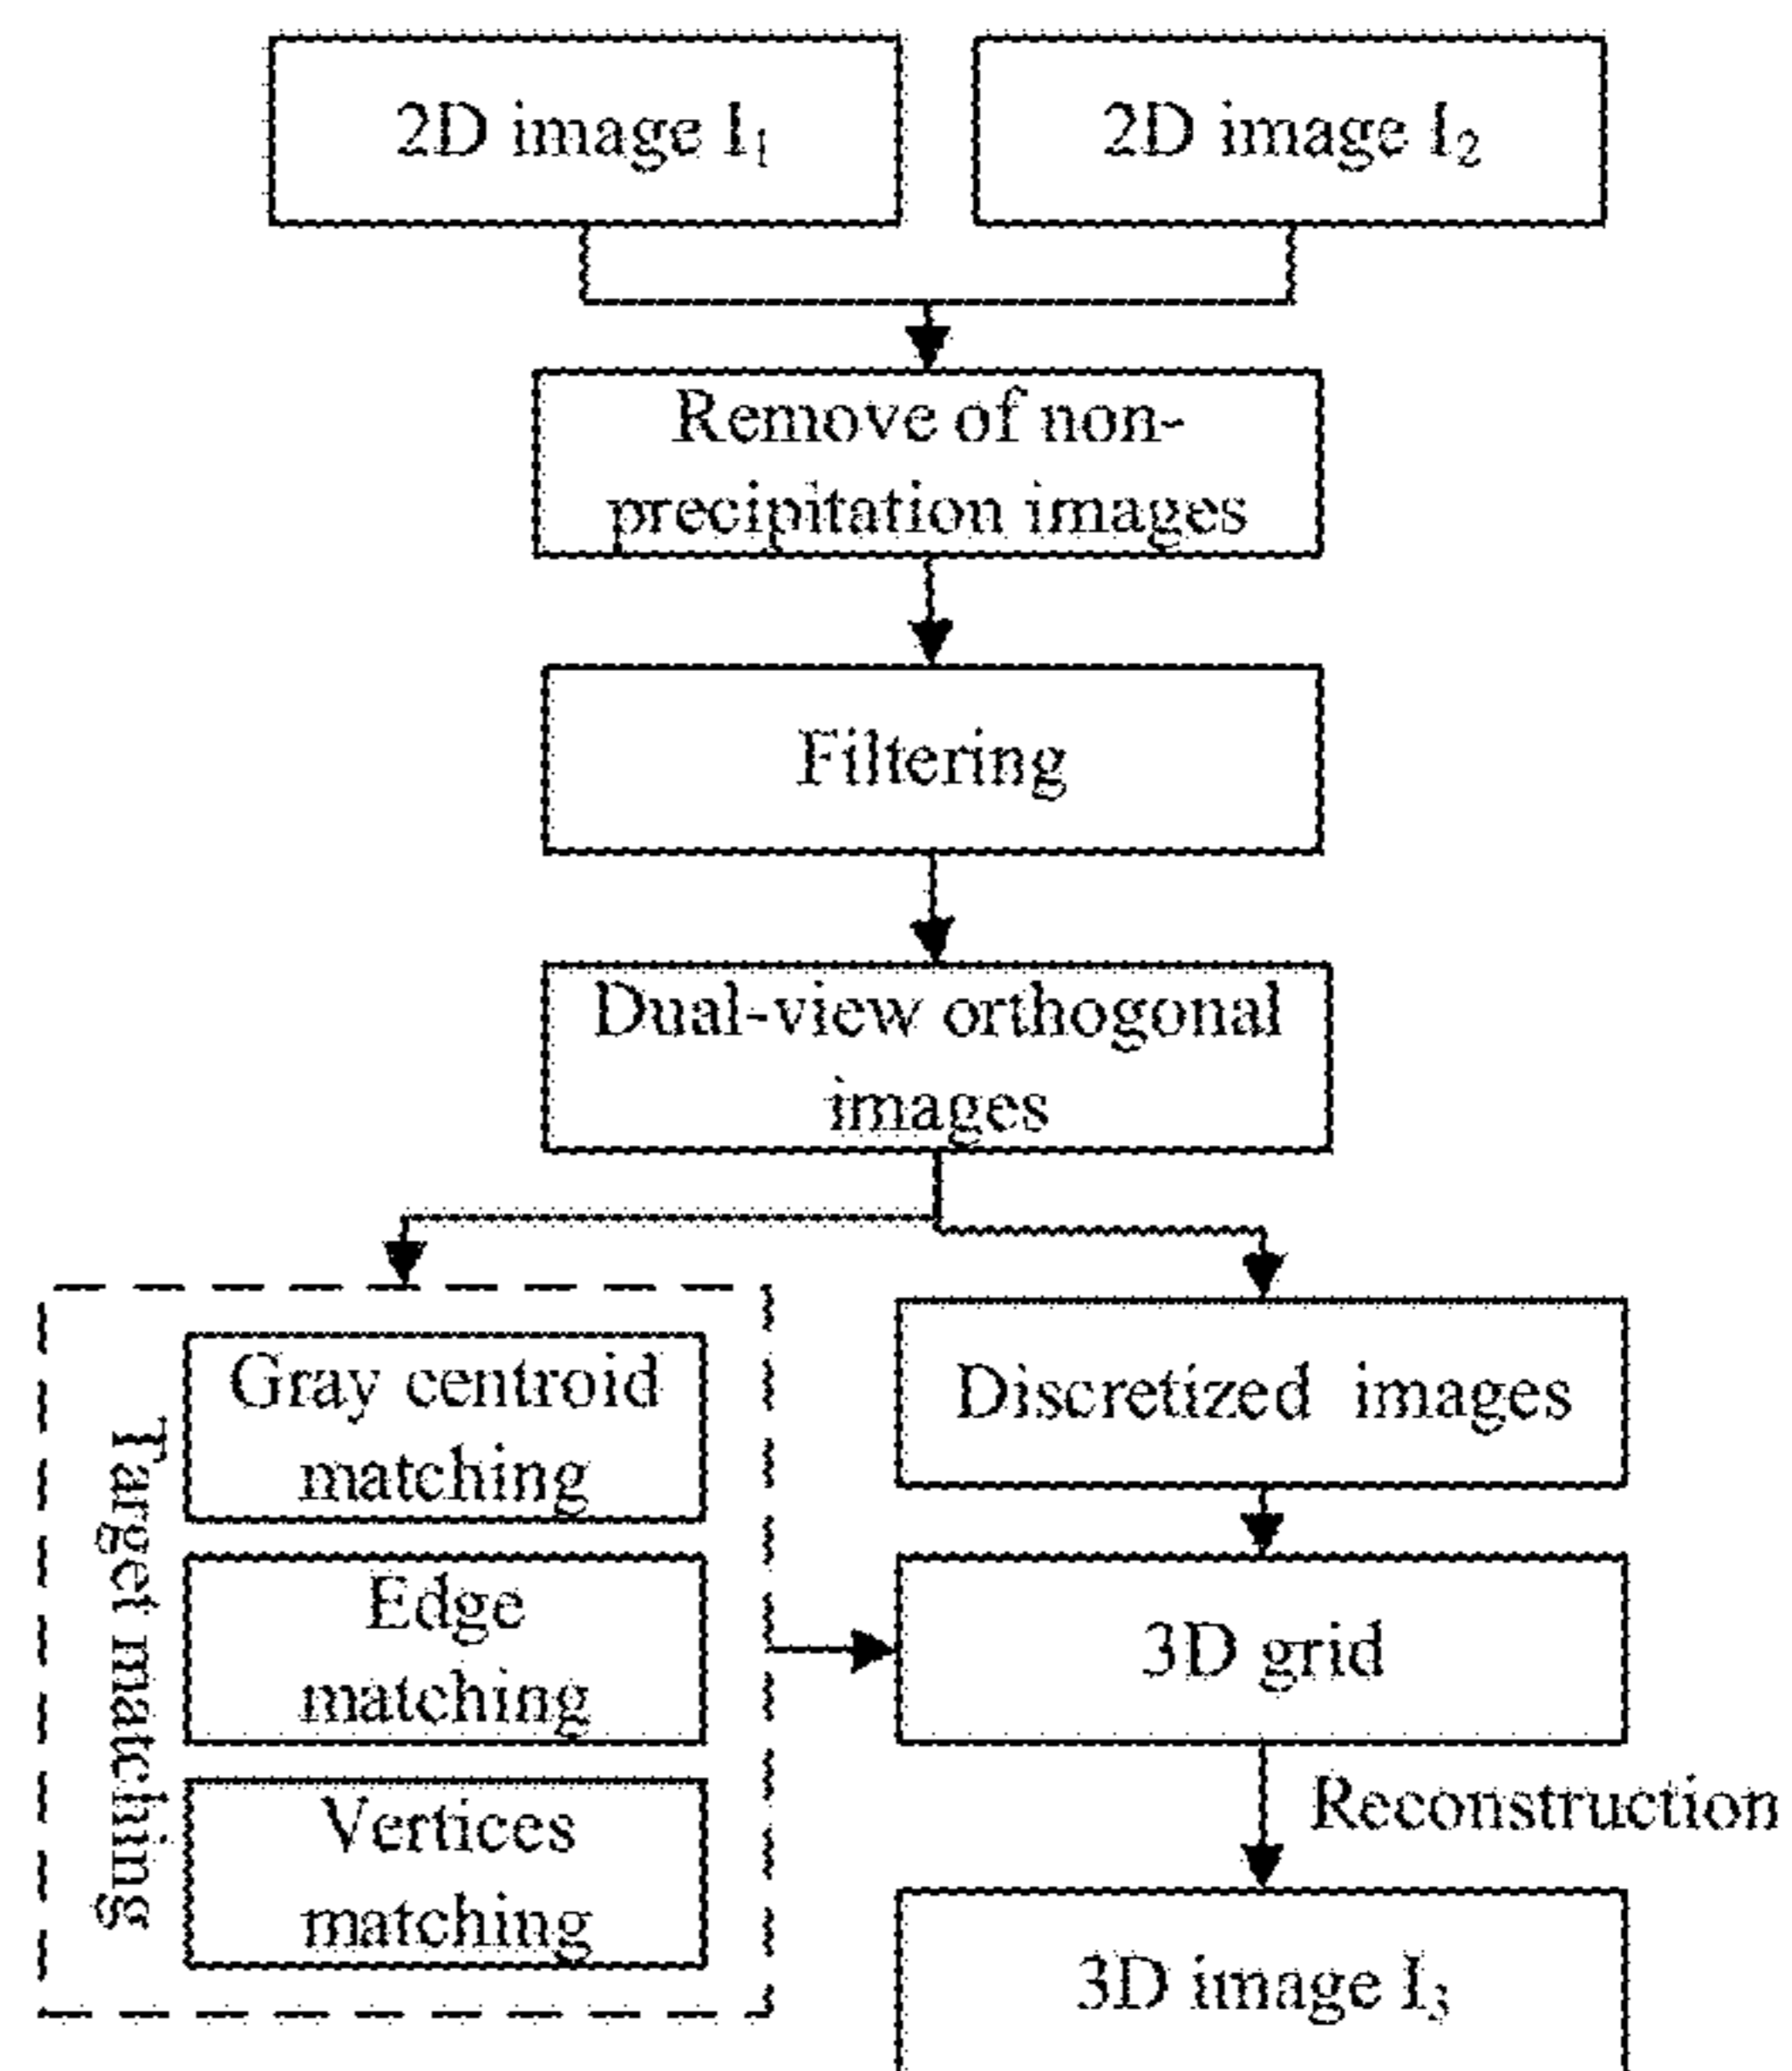 2D image I₁
2D image I₂
Remove of non-
precipitation images
Filtering
Dual-view orthogonal
images
Target matching
Gray centroid
matching
Edge
matching
Vertices
matching
Discretized images
3D grid
Reconstruction
3D image I₃